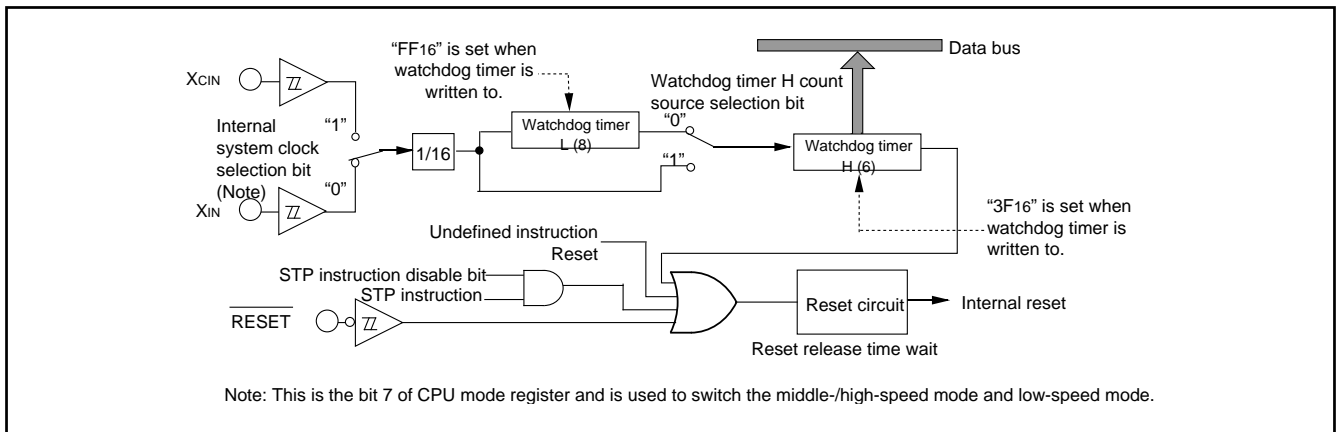 “FF16” is set when
watchdog timer is
written to.
Data bus
XCIN
Watchdog timer H count
source selection bit
“1”
“0”
Internal
system clock
selection bit
(Note)
1/16
Watchdog timer
L (8)
“1”
Watchdog timer
H (6)
“0”
XIN
“3F16” is set when
watchdog timer is
written to.
Undefined instruction
Reset
STP instruction disable bit
STP instruction
RESET
Reset circuit
Internal reset
Reset release time wait
Note: This is the bit 7 of CPU mode register and is used to switch the middle-/high-speed mode and low-speed mode.